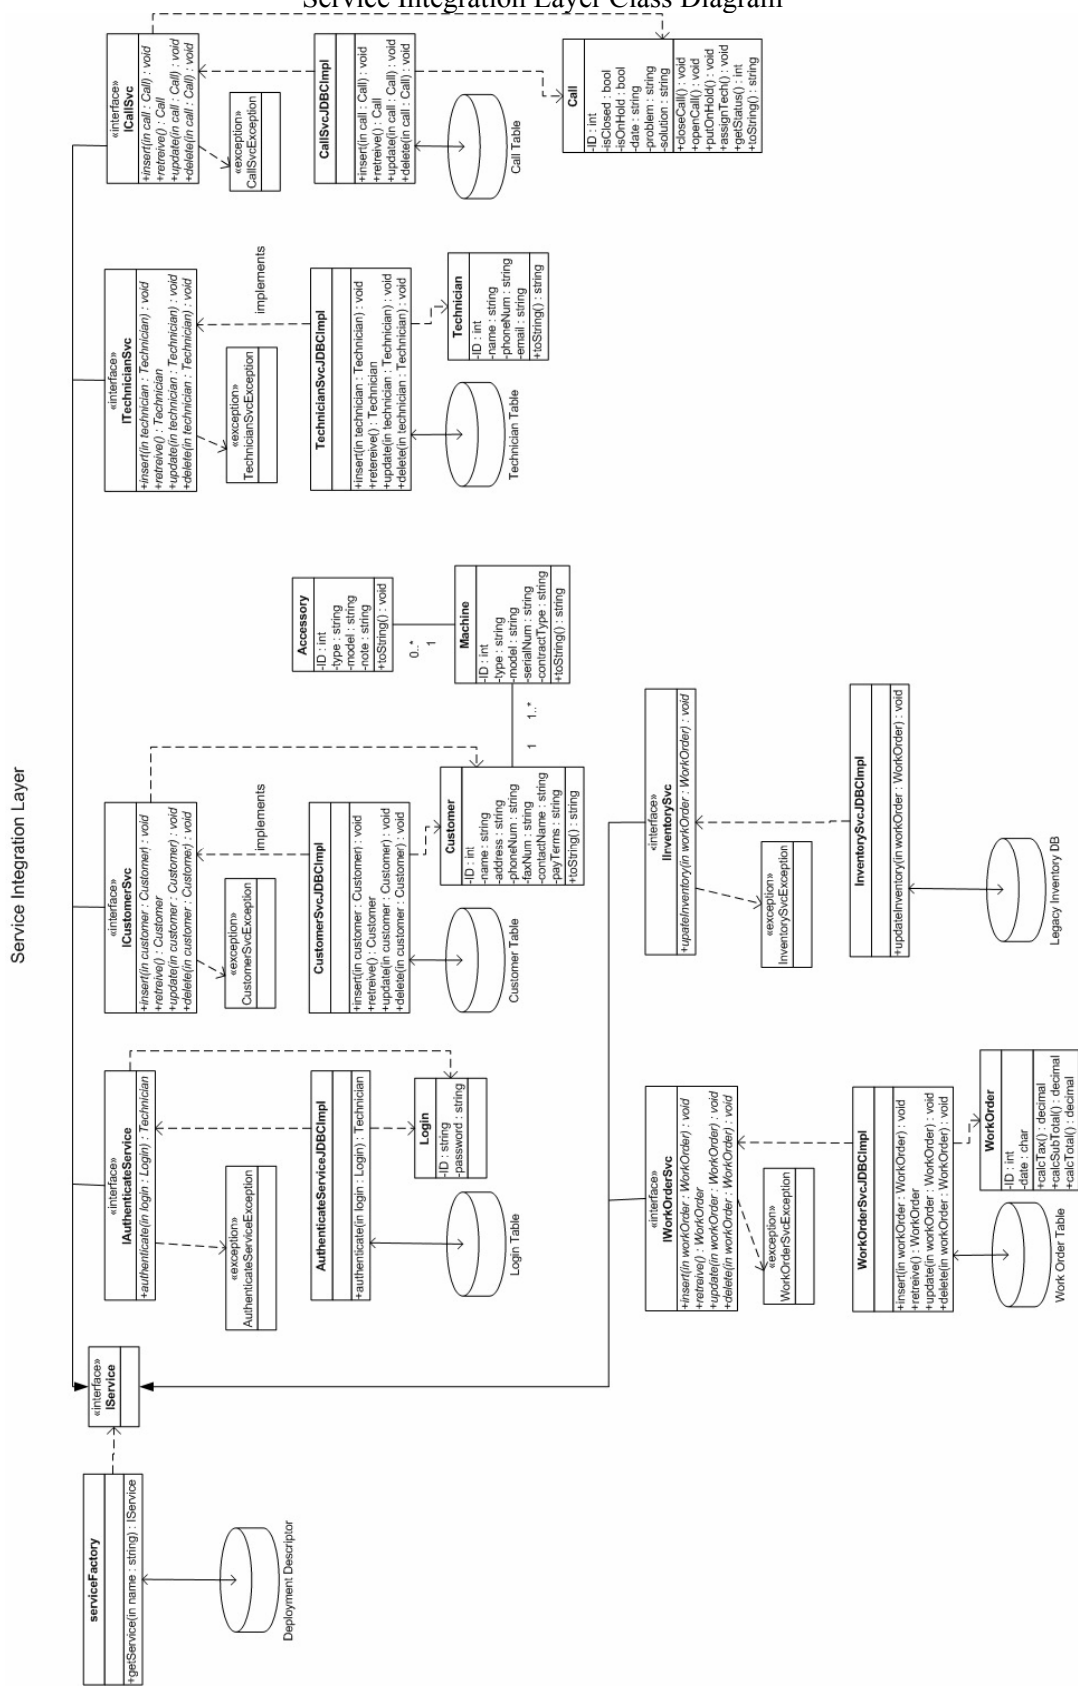 Service Integration Layer Class Diagram
Service Integration Layer
serviceFactory
+getService(in name : string) : IService
Deployment Descriptor
«interface»
IService
«interface»
IAuthenticateService
+authenticate(in login : Login) : Technician
«exception»
AuthenticateServiceException
AuthenticateServiceJDBCImpl
+authenticate(in login : Login) : Technician
Login Table
Login
-ID : string
-password : string
«interface»
ICustomerSvc
+insert(in customer : Customer) : void
+retreive() : Customer
+update(in customer : Customer) : void
+delete(in customer : Customer) : void
«exception»
CustomerSvcException
implements
CustomerSvcJDBCImpl
+insert(in customer : Customer) : void
+retreive() : Customer
+update(in customer : Customer) : void
+delete(in customer : Customer) : void
Customer Table
Customer
-ID : int
-name : string
-address : string
-phoneNum : string
-faxNum : string
-contactName : string
-payTerms : string
+toString() : string
1
1..*
Accessory
-ID : int
-type : string
-model : string
-note : string
+toString() : void
0..*
1
Machine
-ID : int
-type : string
-model : string
-serialNum : string
-contractType : string
+toString() : string
«interface»
ITechnicianSvc
+insert(in technician : Technician) : void
+retreive() : Technician
+update(in technician : Technician) : void
+delete(in technician : Technician) : void
«exception»
TechnicianSvcException
implements
TechnicianSvcJDBCImpl
+insert(in technician : Technician) : void
+retereive() : Technician
+update(in technician : Technician) : void
+delete(in technician : Technician) : void
Technician Table
Technician
-ID : int
-name : string
-phoneNum : string
-email : string
+toString() : string
«interface»
ICallSvc
+insert(in call : Call) : void
+retreive() : Call
+update(in call : Call) : void
+delete(in call : Call) : void
«exception»
CallSvcException
CallSvcJDBCImpl
+insert(in call : Call) : void
+retreive() : Call
+update(in call : Call) : void
+delete(in call : Call) : void
Call Table
Call
-ID : int
-isClosed : bool
-isOnHold : bool
-date : string
-problem : string
-solution : string
+closeCall() : void
+openCall() : void
+putOnHold() : void
+assignTech() : void
+getStatus() : int
+toString() : string
«interface»
IWorkOrderSvc
+insert(in workOrder : WorkOrder) : void
+retreive() : WorkOrder
+update(in workOrder : WorkOrder) : void
+delete(in workOrder : WorkOrder) : void
«exception»
WorkOrderSvcException
WorkOrderSvcJDBCImpl
+insert(in workOrder : WorkOrder) : void
+retreive() : WorkOrder
+update(in workOrder : WorkOrder) : void
+delete(in workOrder : WorkOrder) : void
Work Order Table
WorkOrder
-ID : int
-date : char
+calcTax() : decimal
+calcSubTotal() : decimal
+calcTotal() : decimal
«interface»
IInventorySvc
+upateInventory(in workOrder : WorkOrder) : void
«exception»
InventorySvcException
InventorySvcJDBCImpl
+updateInventory(in workOrder : WorkOrder) : void
Legacy Inventory DB